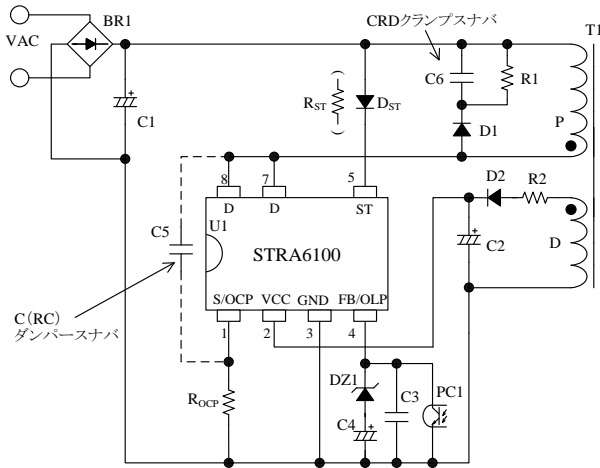 BR1
VAC
C1
CRDクランプスナバ
T1
C6
R1
P
(RST)
DST
D1
D2
R2
D
C2
8
7
5
D
D
ST
U1
STRA6100
C5
C(RC)
ダンパースナバ
S/OCP
VCC
GND
FB/OLP
1
2
3
4
ROCP
DZ1
C4
C3
PC1